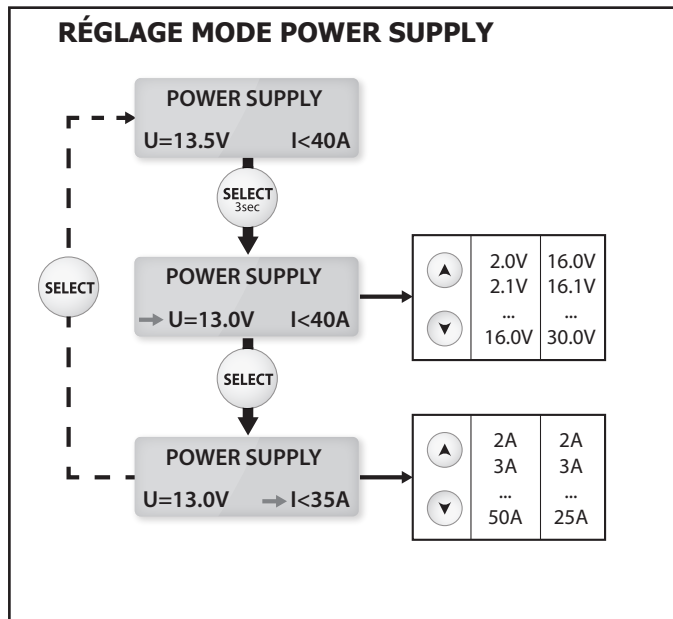 RÉGLAGE MODE POWER SUPPLY
POWER SUPPLY
U=13.5V I<40A
SELECT
3sec
SELECT
POWER SUPPLY
U=13.0V I<40A
2.0V 16.0V
2.1V 16.1V
... ...
16.0V 30.0V
SELECT
POWER SUPPLY
U=13.0V I<35A
2A 2A
3A 3A
... ...
50A 25A